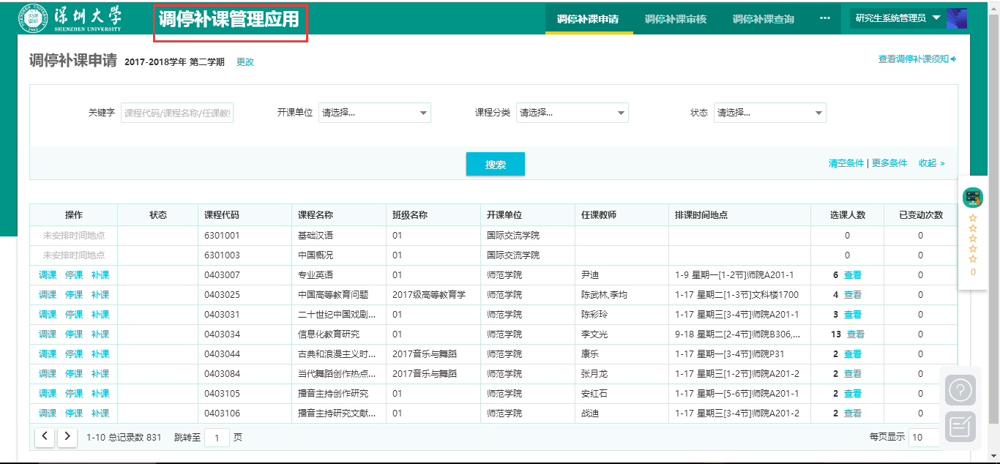 深圳大学 调停补课管理应用 调停补课申请 调停补课审核 调停补课查询 ••• 研究生系统管理员
SHENZHEN UNIVERSITY
调停补课申请 2017-2018学年 第二学期 更改 查看调停补课须知
关键字 课程代码/课程名称/任课教 开课单位 请选择... 课程分类 请选择... 状态 请选择...
搜索 清空条件 | 更多条件 收起 >
操作 状态 课程代码 课程名称 班级名称 开课单位 任课教师 排课时间地点 选课人数 已变动次数
未安排时间地点 6301001 基础汉语 01 国际交流学院 0 0
未安排时间地点 6301003 中国概况 01 国际交流学院 0 0
调课 停课 补课 0403007 专业英语 01 师范学院 尹迪 1-9 星期一[1-2节]师院A201-1 6 查看 0
调课 停课 补课 0403025 中国高等教育问题 2017级高等教育学 师范学院 陈武林,李均 1-17 星期二[1-3节]文科楼1700 4 查看 0
调课 停课 补课 0403031 二十世纪中国戏剧... 01 师范学院 陈彩玲 1-17 星期三[3-4节]师院A201-1 3 查看 0
调课 停课 补课 0403034 信息化教育研究 01 师范学院 李文光 9-18 星期二[2-4节]师院B306,... 13 查看 0
调课 停课 补课 0403044 古典和浪漫主义时... 2017音乐与舞蹈 师范学院 康乐 1-17 星期一[3-4节]师院P31 2 查看 0
调课 停课 补课 0403084 当代舞蹈创作热点... 2017音乐与舞蹈 师范学院 张月龙 1-17 星期三[1-2节]师院A201-2 2 查看 0
调课 停课 补课 0403105 播音主持创作研究 01 师范学院 安红石 1-17 星期一[5-6节]师院A201-1 2 查看 0
调课 停课 补课 0403106 播音主持研究文献... 01 师范学院 战迪 1-17 星期三[3-4节]师院A201-2 2 查看 0
1-10 总记录数 831 跳转至 1 页 每页显示 10
0